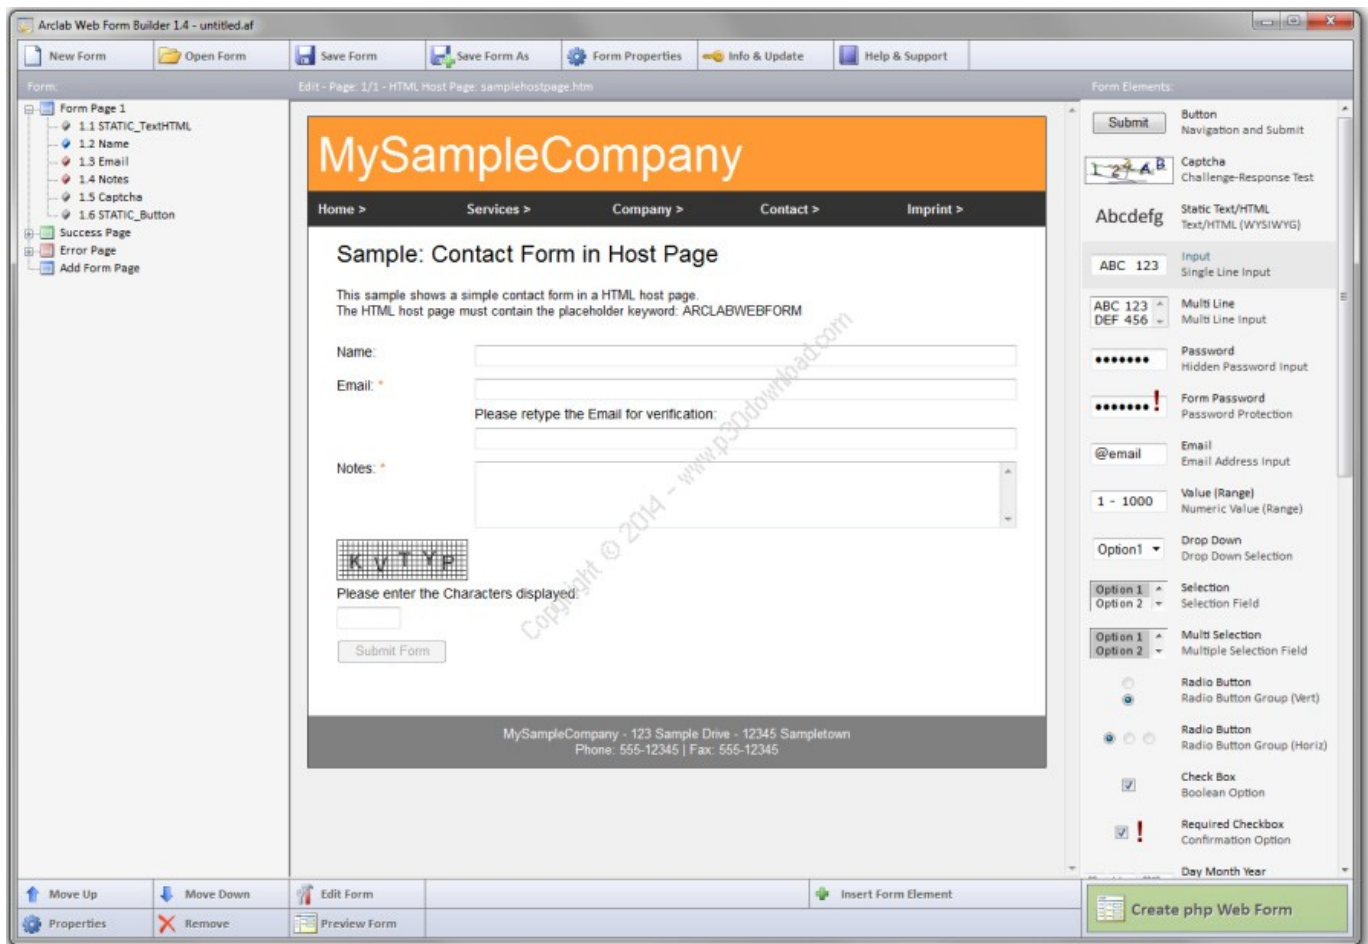 Arclab Web Form Builder 1.4 - untitled.af
New Form
Open Form
Save Form
Save Form As
Form Properties
Info & Update
Help & Support
Form:
Edit - Page: 1/1 - HTML Host Page: samplehostpage.htm
Form Elements:
Form Page 1
1.1 STATIC_TextHTML
1.2 Name
1.3 Email
1.4 Notes
1.5 Captcha
1.6 STATIC_Button
Success Page
Error Page
Add Form Page
MySampleCompany
Home >
Services >
Company >
Contact >
Imprint >
Sample: Contact Form in Host Page
This sample shows a simple contact form in a HTML host page.
The HTML host page must contain the placeholder keyword: ARCLABWEBFORM
Name:
Email: *
Please retype the Email for verification:
Notes: *
K V T Y P
Please enter the Characters displayed:
Submit Form
MySampleCompany - 123 Sample Drive - 12345 Sampletown
Phone: 555-12345 | Fax: 555-12345
Copyright © 2014 - www.p30download.com
Submit
Button
Navigation and Submit
1 2 4 A B
Captcha
Challenge-Response Test
Abcdefg
Static Text/HTML
Text/HTML (WYSIWYG)
ABC 123
Input
Single Line Input
ABC 123
DEF 456
Multi Line
Multi Line Input
Password
Hidden Password Input
!
Form Password
Password Protection
@email
Email
Email Address Input
1 - 1000
Value (Range)
Numeric Value (Range)
Option1
Drop Down
Drop Down Selection
Option 1
Option 2
Selection
Selection Field
Option 1
Option 2
Multi Selection
Multiple Selection Field
Radio Button
Radio Button Group (Vert)
Radio Button
Radio Button Group (Horiz)
Check Box
Boolean Option
!
Required Checkbox
Confirmation Option
Day Month Year
Move Up
Move Down
Edit Form
Insert Form Element
Properties
Remove
Preview Form
Create php Web Form